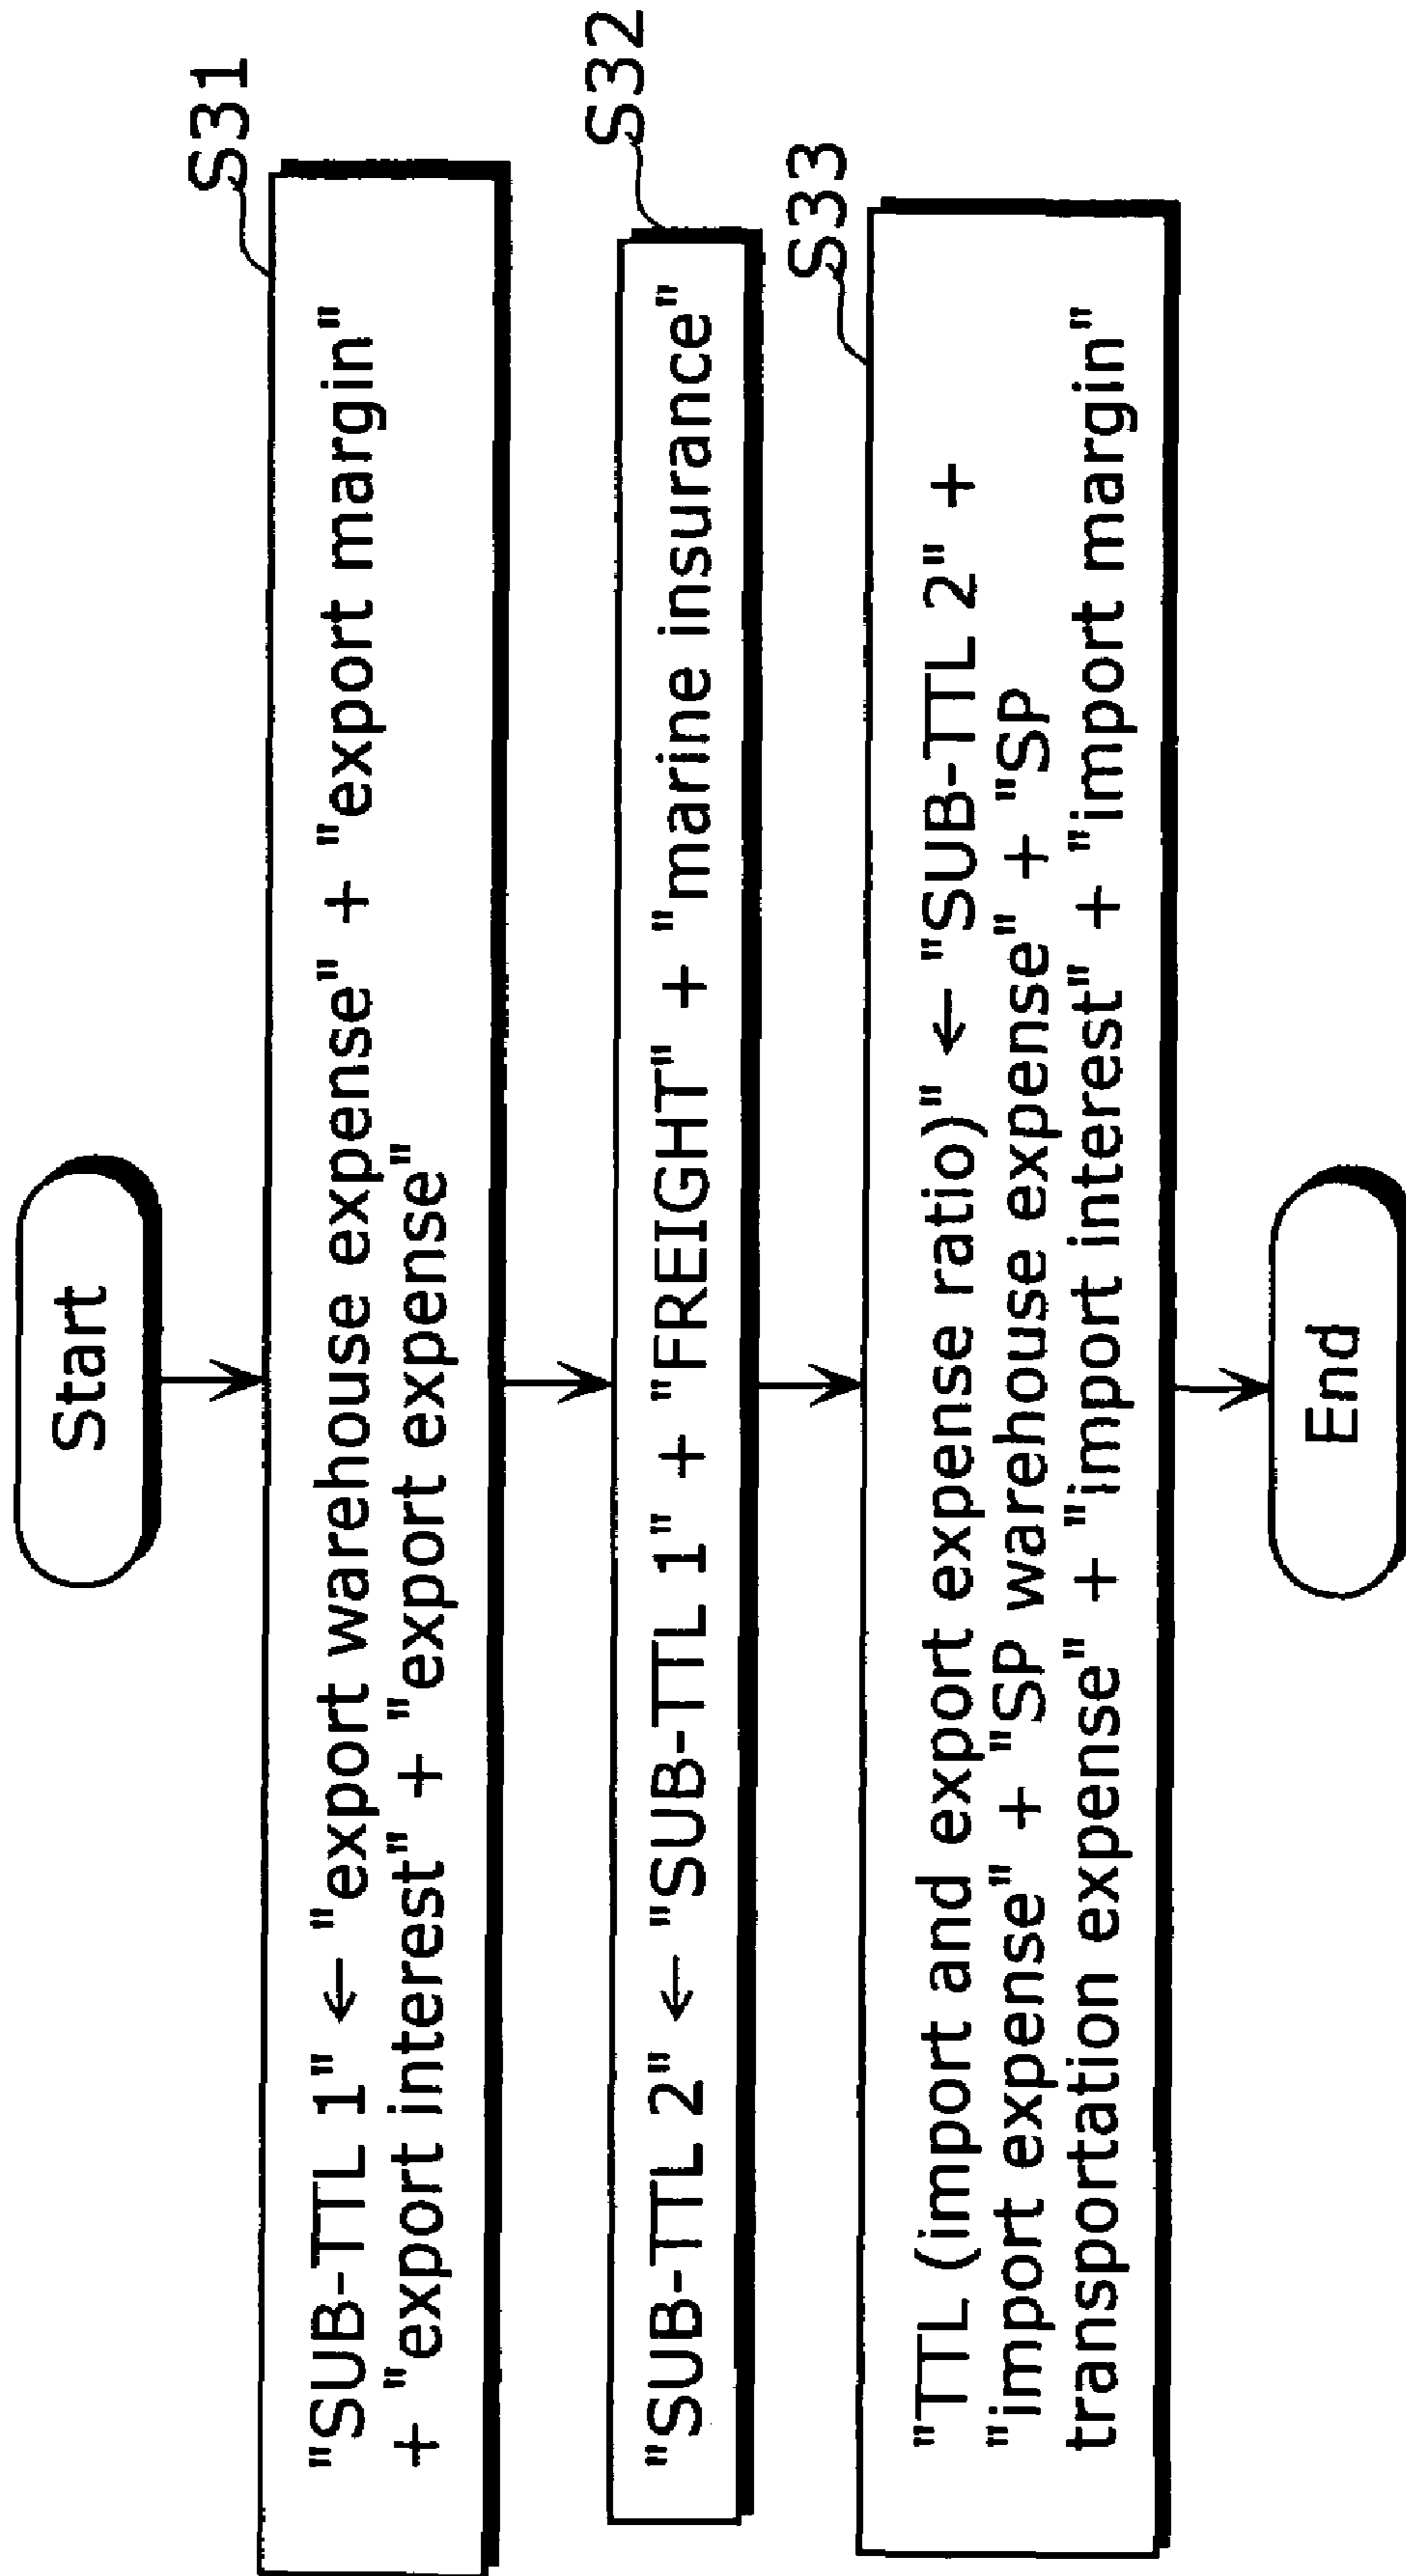 Start
S31
"SUB-TTL 1" ← "export warehouse expense" + "export margin"
+ "export interest" + "export expense"
S32
"SUB-TTL 2" ← "SUB-TTL 1" + "FREIGHT" + "marine insurance"
S33
"TTL (import and export expense ratio)" ← "SUB-TTL 2" +
"import expense" + "SP warehouse expense" + "SP
transportation expense" + "import interest" + "import margin"
End